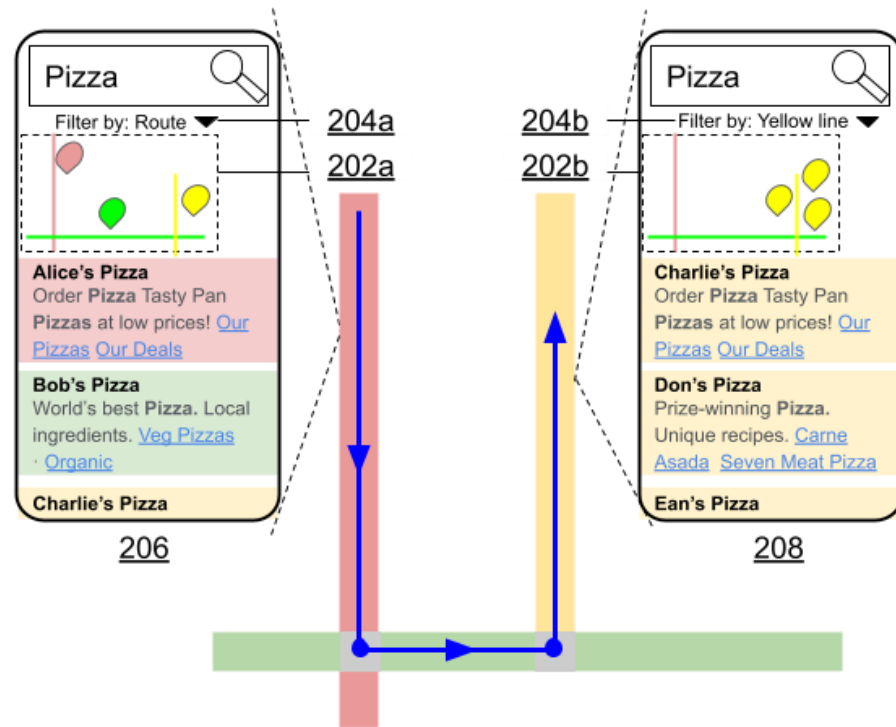 Pizza
Filter by: Route
Alice's Pizza
Order Pizza Tasty Pan
Pizzas at low prices! Our
Pizzas Our Deals
Bob's Pizza
World's best Pizza. Local
ingredients. Veg Pizzas
· Organic
Charlie's Pizza
206
204a
202a
204b
202b
Pizza
Filter by: Yellow line
Charlie's Pizza
Order Pizza Tasty Pan
Pizzas at low prices! Our
Pizzas Our Deals
Don's Pizza
Prize-winning Pizza.
Unique recipes. Carne
Asada Seven Meat Pizza
Ean's Pizza
208